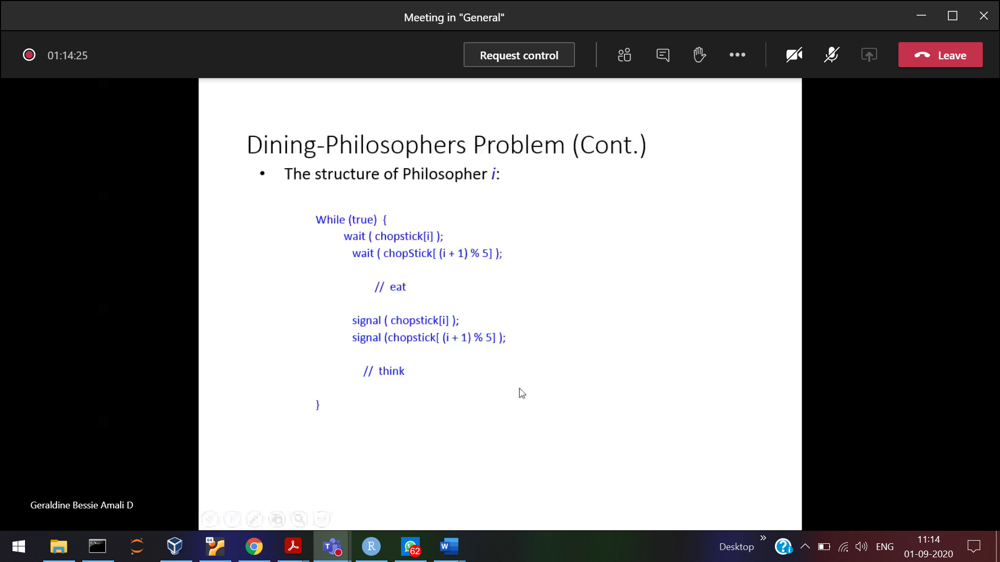 Meeting in "General"
01:14:25
Request control
Leave
Dining-Philosophers Problem (Cont.)
• The structure of Philosopher i:
While (true) {
wait ( chopstick[i] );
wait ( chopStick[ (i + 1) % 5] );
// eat
signal ( chopstick[i] );
signal (chopstick[ (i + 1) % 5] );
// think
}
Geraldine Bessie Amali D
64
T
R
62
W
Desktop
»
ENG
11:14
01-09-2020